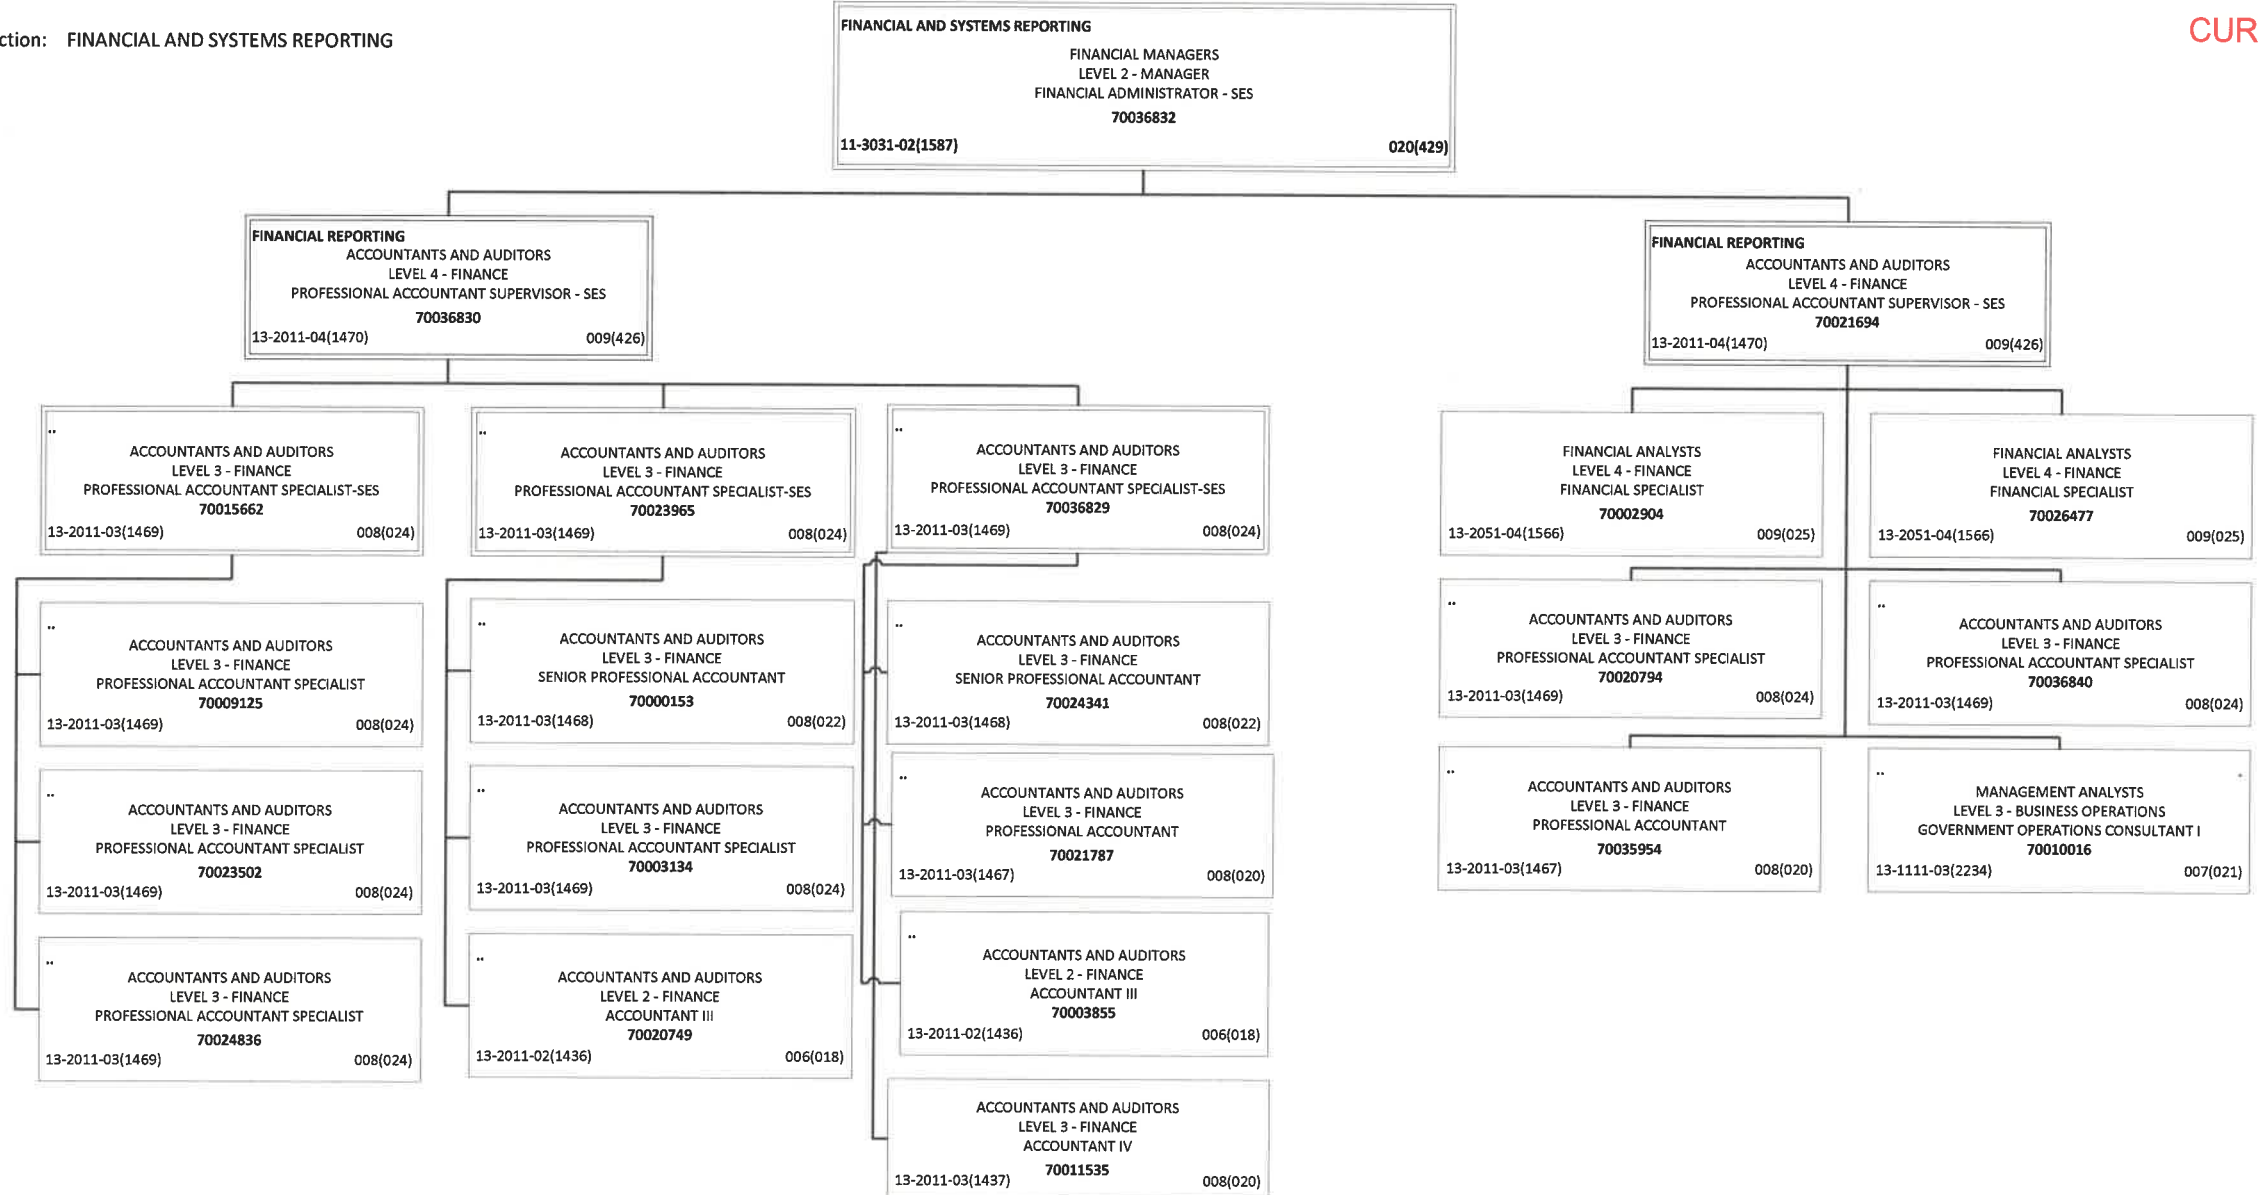 ction: FINANCIAL AND SYSTEMS REPORTING
CUR
FINANCIAL AND SYSTEMS REPORTING
FINANCIAL MANAGERS
LEVEL 2 - MANAGER
FINANCIAL ADMINISTRATOR - SES
70036832
11-3031-02(1587) 020(429)
FINANCIAL REPORTING
ACCOUNTANTS AND AUDITORS
LEVEL 4 - FINANCE
PROFESSIONAL ACCOUNTANT SUPERVISOR - SES
70036830
13-2011-04(1470) 009(426)
FINANCIAL REPORTING
ACCOUNTANTS AND AUDITORS
LEVEL 4 - FINANCE
PROFESSIONAL ACCOUNTANT SUPERVISOR - SES
70021694
13-2011-04(1470) 009(426)
..
ACCOUNTANTS AND AUDITORS
LEVEL 3 - FINANCE
PROFESSIONAL ACCOUNTANT SPECIALIST-SES
70015662
13-2011-03(1469) 008(024)
..
ACCOUNTANTS AND AUDITORS
LEVEL 3 - FINANCE
PROFESSIONAL ACCOUNTANT SPECIALIST-SES
70023965
13-2011-03(1469) 008(024)
..
ACCOUNTANTS AND AUDITORS
LEVEL 3 - FINANCE
PROFESSIONAL ACCOUNTANT SPECIALIST-SES
70036829
13-2011-03(1469) 008(024)
FINANCIAL ANALYSTS
LEVEL 4 - FINANCE
FINANCIAL SPECIALIST
70002904
13-2051-04(1566) 009(025)
FINANCIAL ANALYSTS
LEVEL 4 - FINANCE
FINANCIAL SPECIALIST
70026477
13-2051-04(1566) 009(025)
..
ACCOUNTANTS AND AUDITORS
LEVEL 3 - FINANCE
PROFESSIONAL ACCOUNTANT SPECIALIST
70009125
13-2011-03(1469) 008(024)
..
ACCOUNTANTS AND AUDITORS
LEVEL 3 - FINANCE
SENIOR PROFESSIONAL ACCOUNTANT
70000153
13-2011-03(1468) 008(022)
..
ACCOUNTANTS AND AUDITORS
LEVEL 3 - FINANCE
SENIOR PROFESSIONAL ACCOUNTANT
70024341
13-2011-03(1468) 008(022)
..
ACCOUNTANTS AND AUDITORS
LEVEL 3 - FINANCE
PROFESSIONAL ACCOUNTANT SPECIALIST
70020794
13-2011-03(1469) 008(024)
..
ACCOUNTANTS AND AUDITORS
LEVEL 3 - FINANCE
PROFESSIONAL ACCOUNTANT SPECIALIST
70036840
13-2011-03(1469) 008(024)
..
ACCOUNTANTS AND AUDITORS
LEVEL 3 - FINANCE
PROFESSIONAL ACCOUNTANT SPECIALIST
70023502
13-2011-03(1469) 008(024)
..
ACCOUNTANTS AND AUDITORS
LEVEL 3 - FINANCE
PROFESSIONAL ACCOUNTANT SPECIALIST
70003134
13-2011-03(1469) 008(024)
..
ACCOUNTANTS AND AUDITORS
LEVEL 3 - FINANCE
PROFESSIONAL ACCOUNTANT
70021787
13-2011-03(1467) 008(020)
..
ACCOUNTANTS AND AUDITORS
LEVEL 3 - FINANCE
PROFESSIONAL ACCOUNTANT
70035954
13-2011-03(1467) 008(020)
..
MANAGEMENT ANALYSTS
LEVEL 3 - BUSINESS OPERATIONS
GOVERNMENT OPERATIONS CONSULTANT I
70010016
13-1111-03(2234) 007(021)
..
ACCOUNTANTS AND AUDITORS
LEVEL 3 - FINANCE
PROFESSIONAL ACCOUNTANT SPECIALIST
70024836
13-2011-03(1469) 008(024)
..
ACCOUNTANTS AND AUDITORS
LEVEL 2 - FINANCE
ACCOUNTANT III
70020749
13-2011-02(1436) 006(018)
..
ACCOUNTANTS AND AUDITORS
LEVEL 2 - FINANCE
ACCOUNTANT III
70003855
13-2011-02(1436) 006(018)
ACCOUNTANTS AND AUDITORS
LEVEL 3 - FINANCE
ACCOUNTANT IV
70011535
13-2011-03(1437) 008(020)